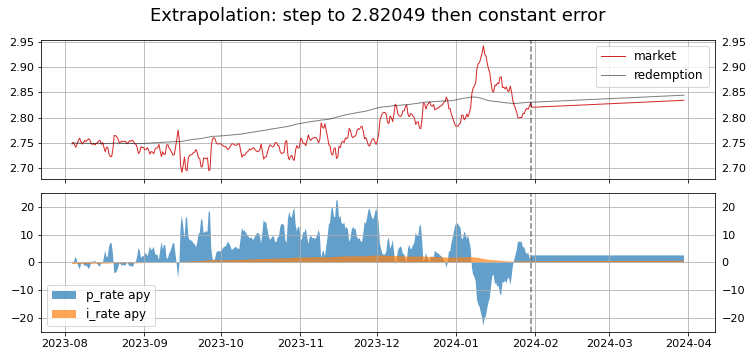 Extrapolation: step to 2.82049 then constant error
2.95 2.95
2.90 2.90
2.85 2.85
2.80 2.80
2.75 2.75
2.70 2.70
market
redemption
20 20
10 10
0 0
−10 −10
−20 −20
p_rate apy
i_rate apy
2023-08 2023-09 2023-10 2023-11 2023-12 2024-01 2024-02 2024-03 2024-04